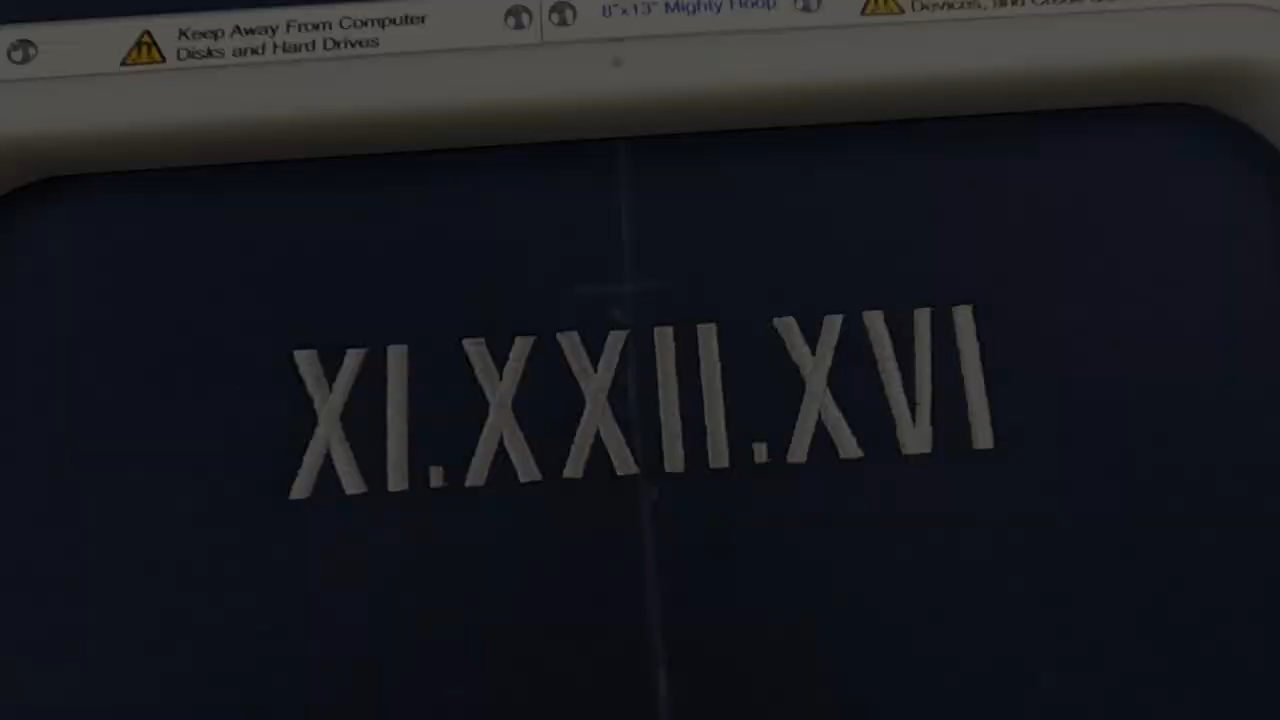 Keep Away From Computer
Disks and Hard Drives
8"x13" Mighty Hoop
XI.XXII.XVI